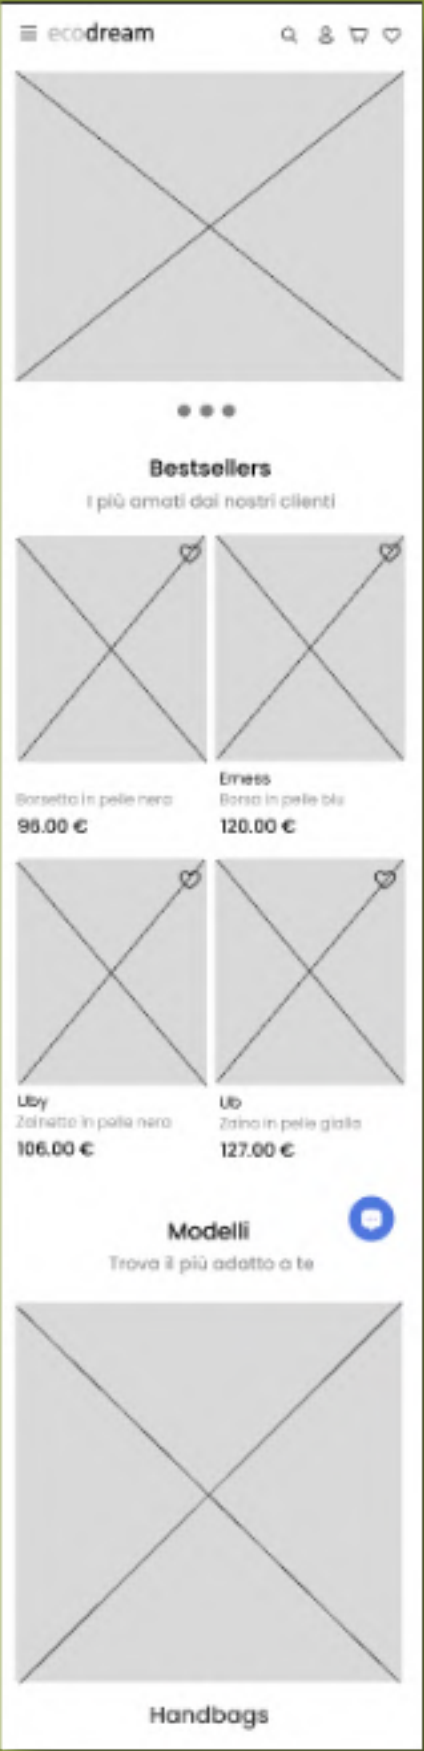 ecodream
Bestsellers
I più amati dai nostri clienti
Borsetta in pelle nera
96.00 €
Erness
Borsa in pelle blu
120.00 €
Uby
Zainetto in pelle nera
106.00 €
Ub
Zaino in pelle gialla
127.00 €
Modelli
Trova il più adatto a te
Handbags